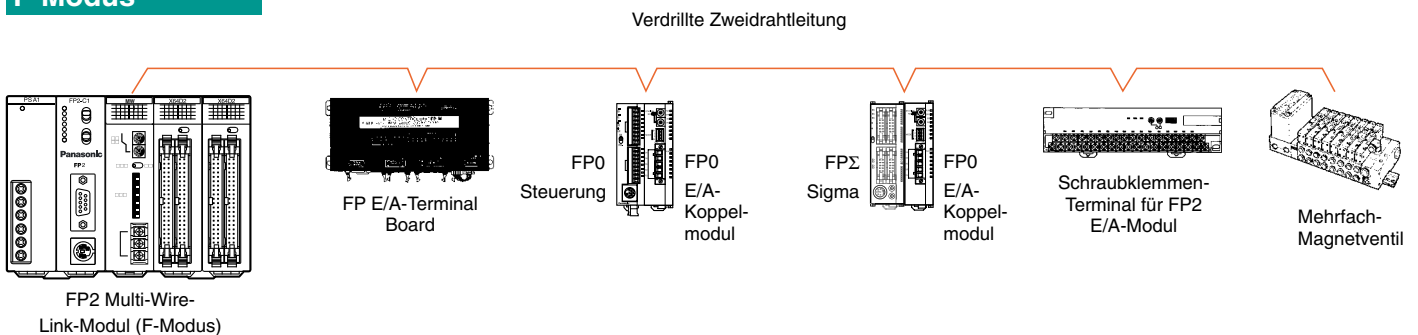 F-Modus
Verdrillte Zweidrahtleitung
PSA1
FP2-C1
MW
X64D2
X64D2
Panasonic
FP2
FP2 Multi-Wire-
Link-Modul (F-Modus)
FP E/A-Terminal
Board
FP0
Steuerung
FP0
E/A-
Koppel-
modul
FPΣ
Sigma
FP0
E/A-
Koppel-
modul
Schraubklemmen-
Terminal für FP2
E/A-Modul
Mehrfach-
Magnetventil